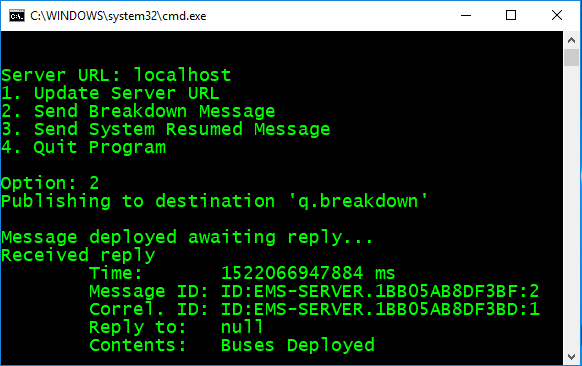 C:\WINDOWS\system32\cmd.exe
Server URL: localhost
1. Update Server URL
2. Send Breakdown Message
3. Send System Resumed Message
4. Quit Program
Option: 2
Publishing to destination 'q.breakdown'
Message deployed awaiting reply...
Received reply
Time: 1522066947884 ms
Message ID: ID:EMS-SERVER.1BB05AB8DF3BF:2
Correl. ID: ID:EMS-SERVER.1BB05AB8DF3BD:1
Reply to: null
Contents: Buses Deployed